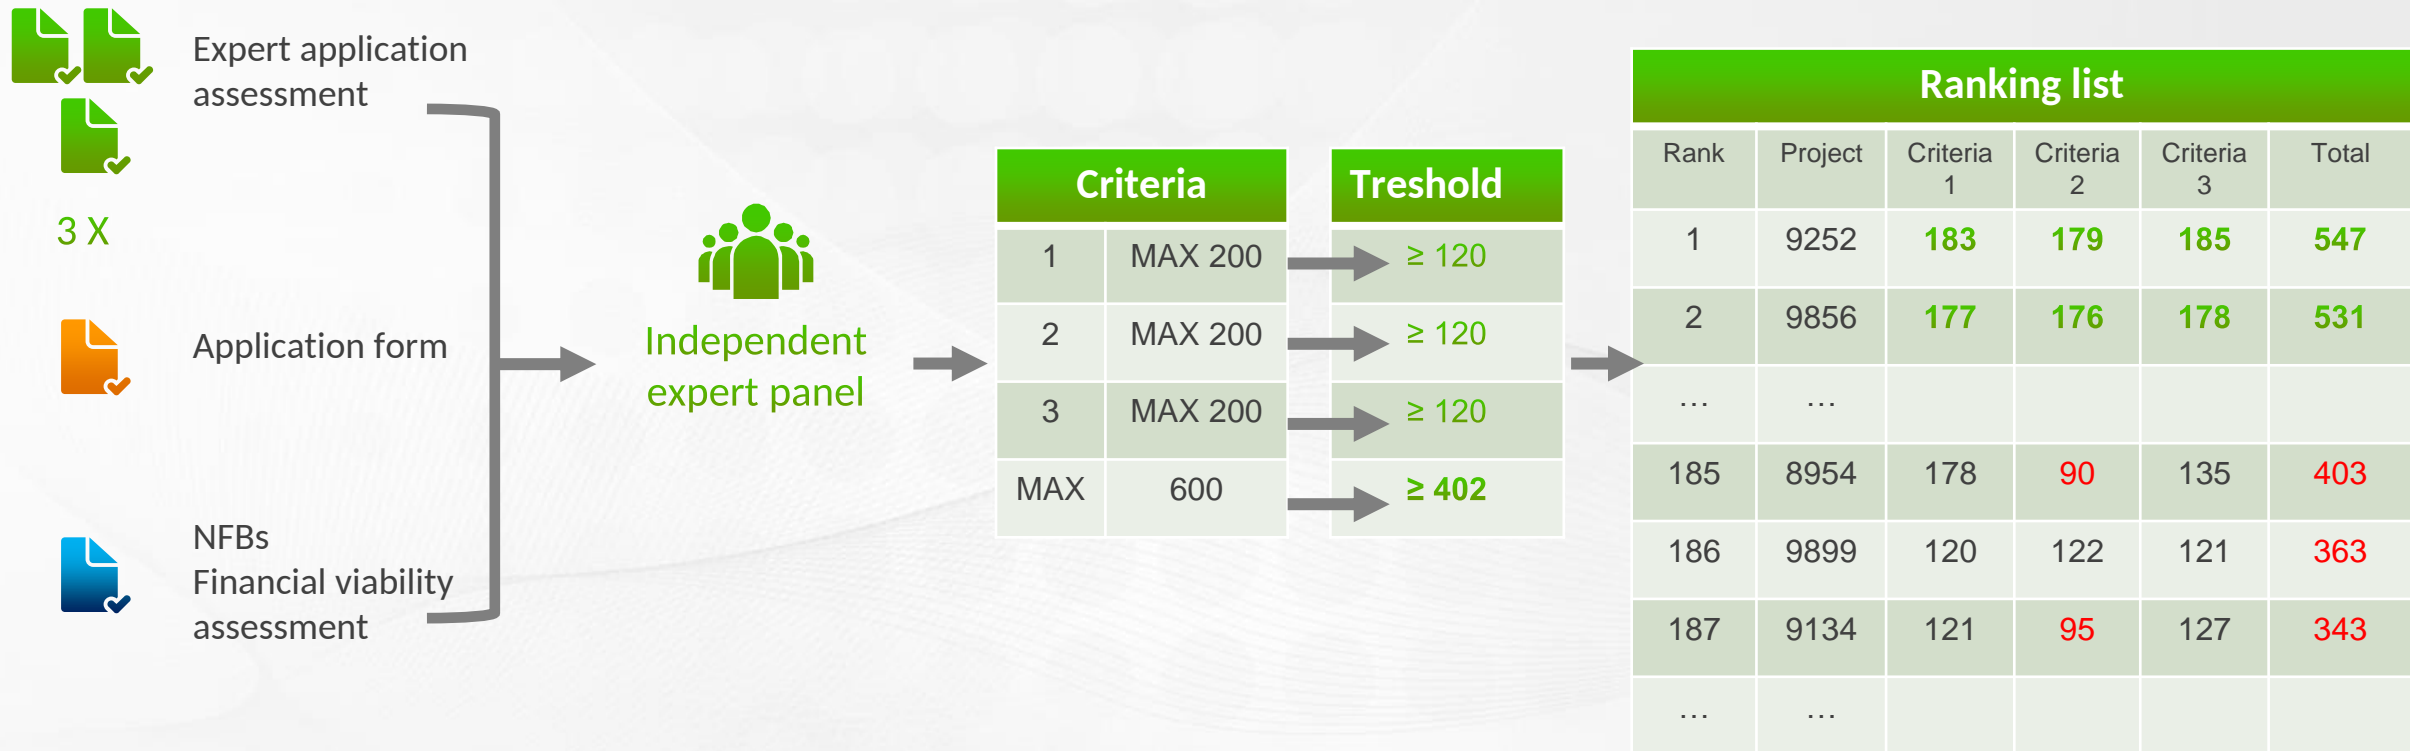 Expert application
assessment
3 X
Application form
NFBs
Financial viability
assessment
Independent
expert panel
Criteria
1 MAX 200
2 MAX 200
3 MAX 200
MAX 600
Treshold
≥ 120
≥ 120
≥ 120
≥ 402
Ranking list
Rank Project Criteria 1 Criteria 2 Criteria 3 Total
1 9252 183 179 185 547
2 9856 177 176 178 531
… …
185 8954 178 90 135 403
186 9899 120 122 121 363
187 9134 121 95 127 343
… …